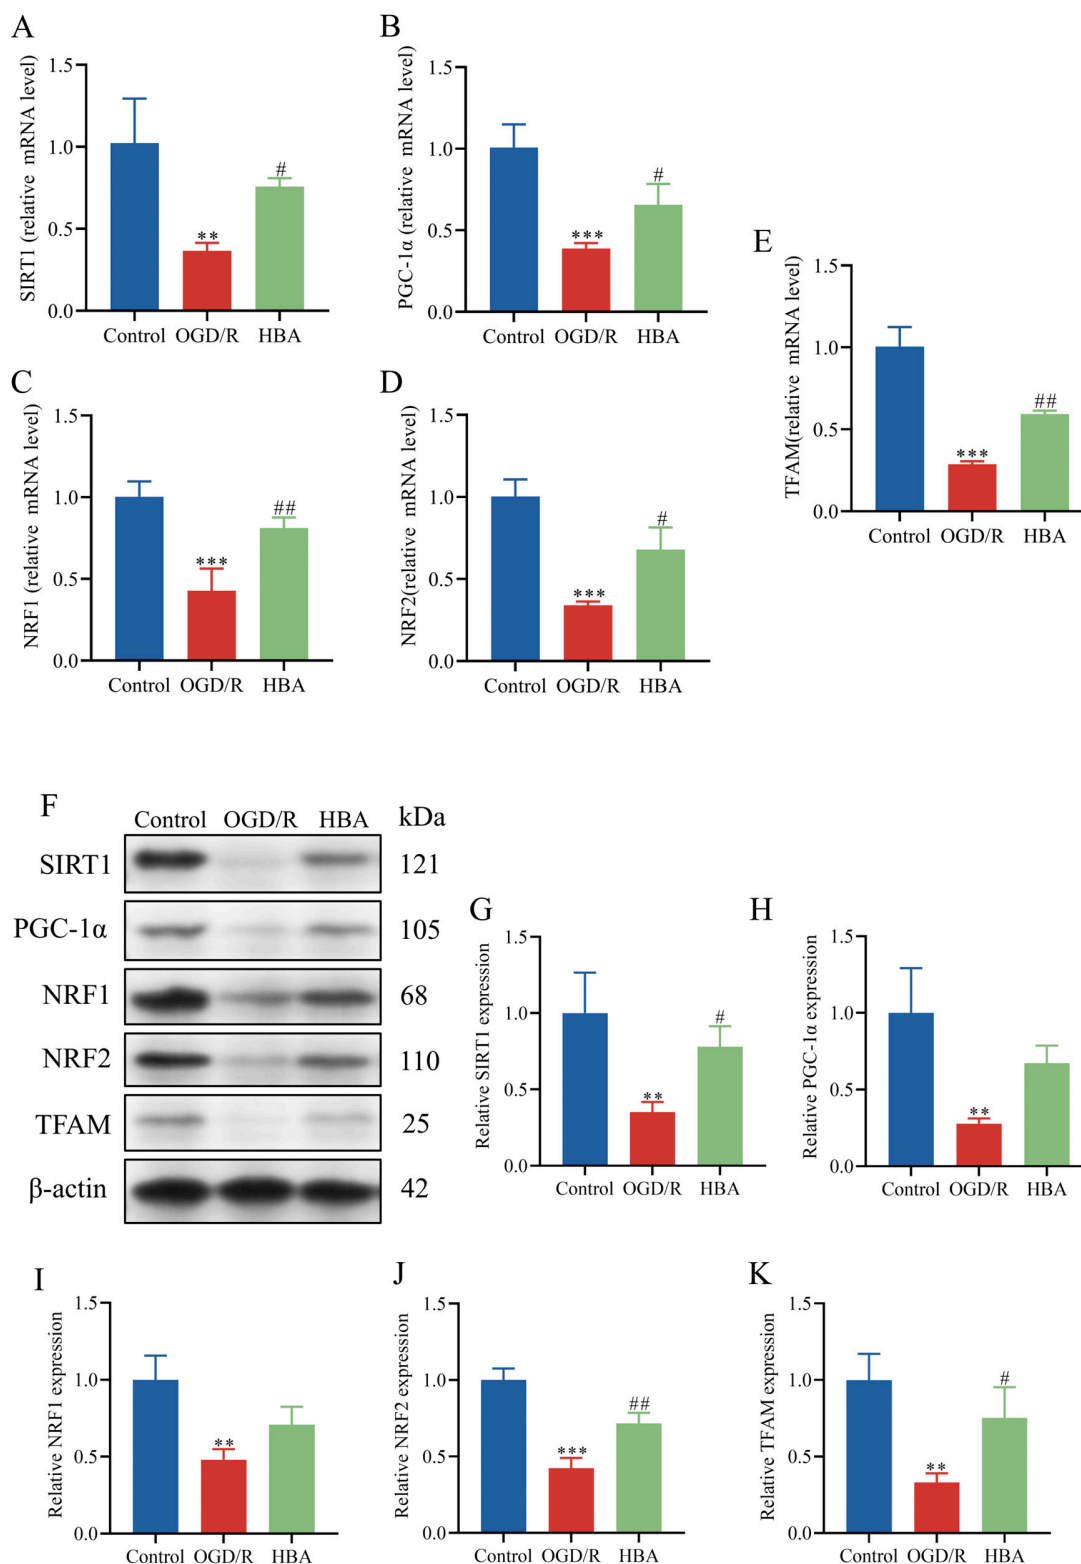 A
SIRT1 (relative mRNA level)
1.5
1.0
0.5
0.0
**
#
Control OGD/R HBA
B
PGC-1α (relative mRNA level)
1.5
1.0
0.5
0.0
***
#
Control OGD/R HBA
C
NRF1 (relative mRNA level)
1.5
1.0
0.5
0.0
***
##
Control OGD/R HBA
D
NRF2(relative mRNA level)
1.5
1.0
0.5
0.0
***
#
Control OGD/R HBA
E
TFAM(relative mRNA level)
1.5
1.0
0.5
0.0
***
##
Control OGD/R HBA
F
Control OGD/R HBA kDa
SIRT1 121
PGC-1α 105
NRF1 68
NRF2 110
TFAM 25
β-actin 42
G
Relative SIRT1 expression
1.5
1.0
0.5
0.0
**
#
Control OGD/R HBA
H
Relative PGC-1α expression
1.5
1.0
0.5
0.0
**
Control OGD/R HBA
I
Relative NRF1 expression
1.5
1.0
0.5
0.0
**
Control OGD/R HBA
J
Relative NRF2 expression
1.5
1.0
0.5
0.0
***
##
Control OGD/R HBA
K
Relative TFAM expression
1.5
1.0
0.5
0.0
**
#
Control OGD/R HBA